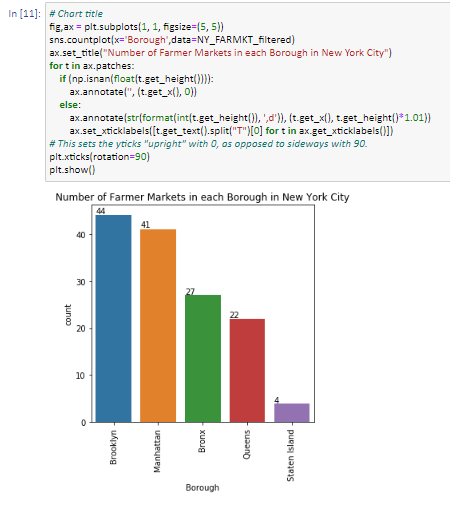 In [11]: # Chart title
fig,ax = plt.subplots(1, 1, figsize=(5, 5))
sns.countplot(x='Borough',data=NY_FARMKT_filtered)
ax.set_title("Number of Farmer Markets in each Borough in New York City")
for t in ax.patches:
if (np.isnan(float(t.get_height()))):
ax.annotate('', (t.get_x(), 0))
else:
ax.annotate(str(format(int(t.get_height()), ',d')), (t.get_x(), t.get_height()*1.01))
ax.set_xticklabels([t.get_text().split("T")[0] for t in ax.get_xticklabels()])
# This sets the yticks "upright" with 0, as opposed to sideways with 90.
plt.xticks(rotation=90)
plt.show()
Number of Farmer Markets in each Borough in New York City
44
41
27
22
4
40
30
20
10
0
count
Brooklyn
Manhattan
Bronx
Queens
Staten Island
Borough